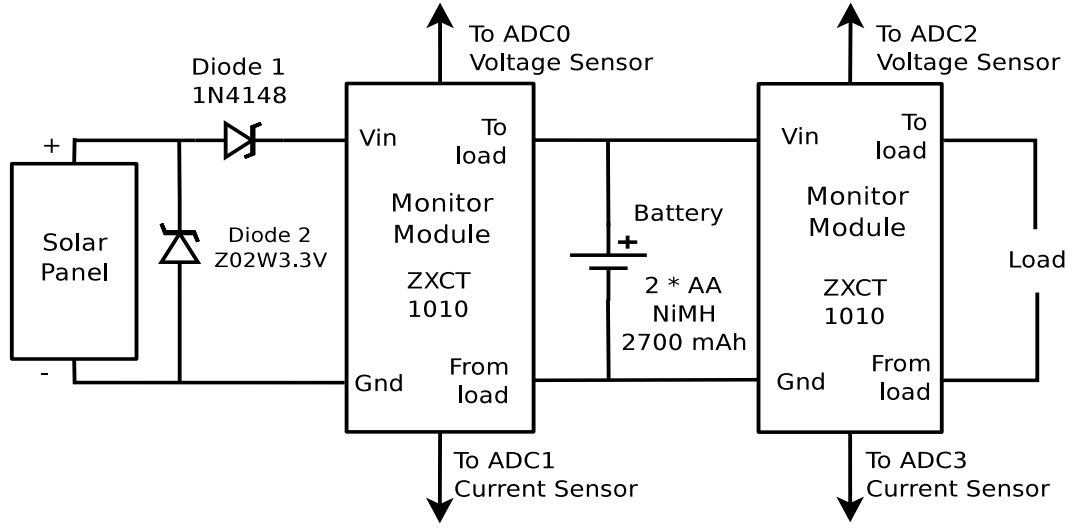 To ADC0
Voltage Sensor
To ADC2
Voltage Sensor
Diode 1
1N4148
+
Vin
To
load
Vin
To
load
Monitor
Module
Battery
+
Monitor
Module
Solar
Panel
Diode 2
Z02W3.3V
ZXCT
1010
2 * AA
NiMH
2700 mAh
ZXCT
1010
Load
-
Gnd
From
load
Gnd
From
load
To ADC1
Current Sensor
To ADC3
Current Sensor